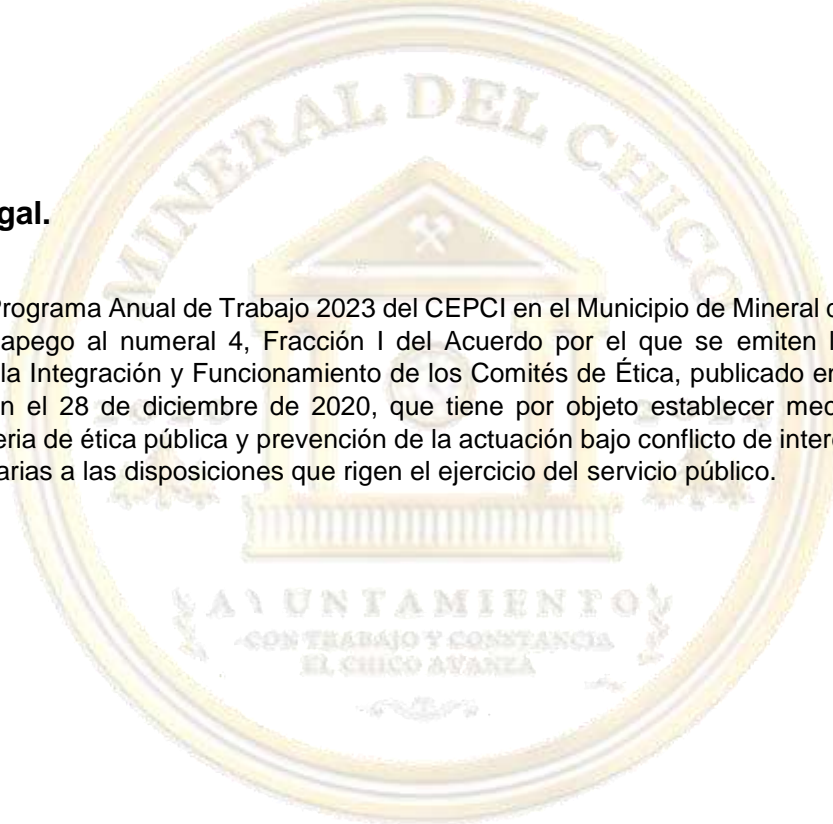 MINERAL DEL CHICO
gal.
Programa Anual de Trabajo 2023 del CEPCI en el Municipio de Mineral
apego al numeral 4, Fracción I del Acuerdo por el que se emiten
la Integración y Funcionamiento de los Comités de Ética, publicado
n el 28 de diciembre de 2020, que tiene por objeto establecer
eria de ética pública y prevención de la actuación bajo conflicto de
arias a las disposiciones que rigen el ejercicio del servicio público.
AYUNTAMIENTO
CON TRABAJO Y CONSTANCIA
EL CHICO AVANZA